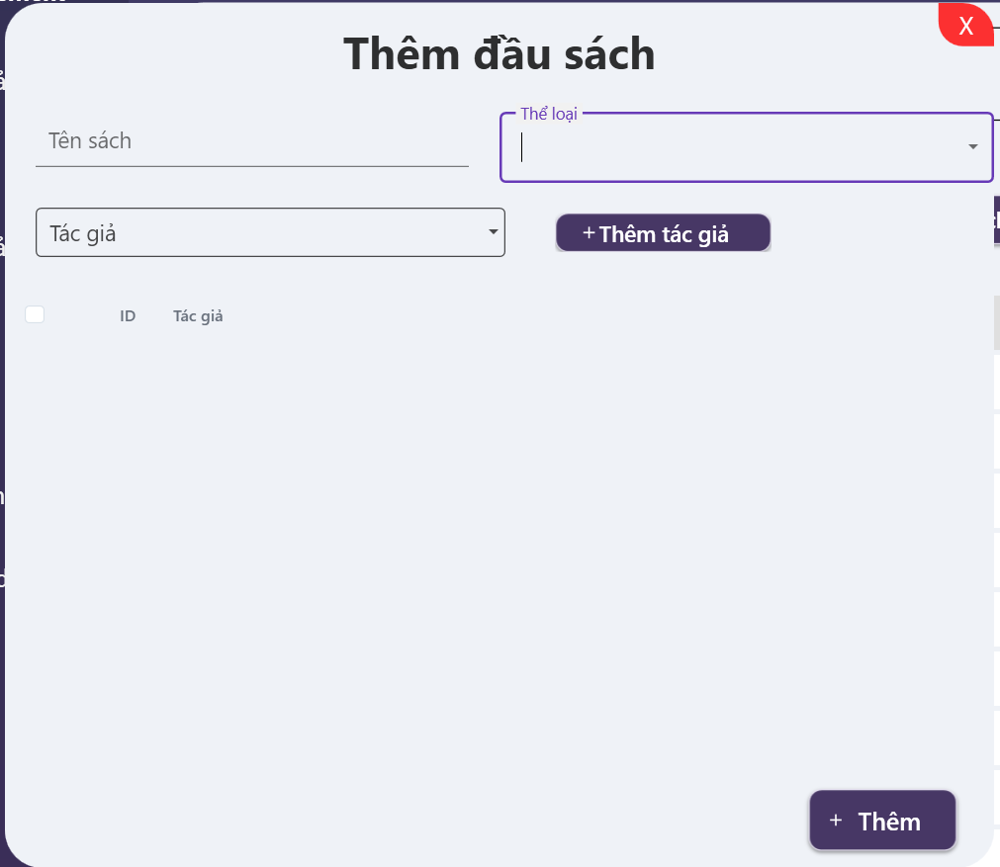 X
Thêm đầu sách
Thể loại
Tên sách
Tác giả
+ Thêm tác giả
ID Tác giả
+ Thêm